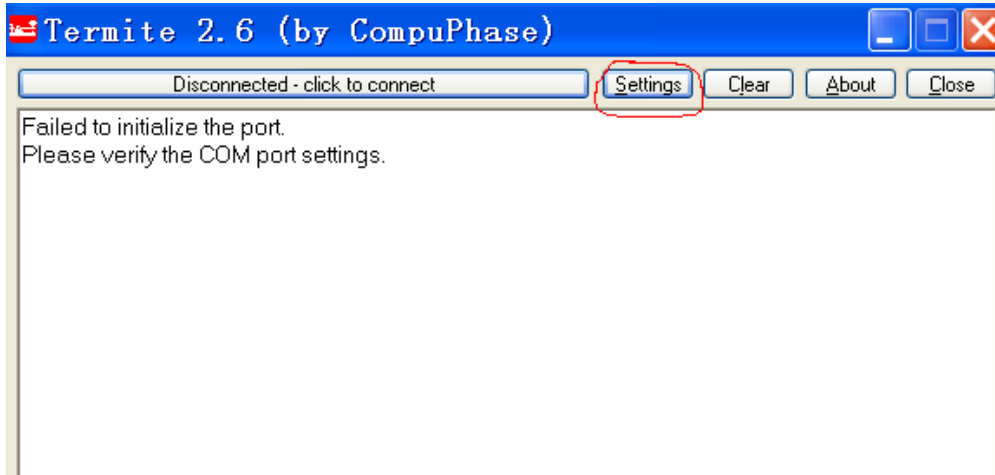 Termite 2.6 (by CompuPhase)
Disconnected - click to connect Settings Clear About Close
Failed to initialize the port.
Please verify the COM port settings.